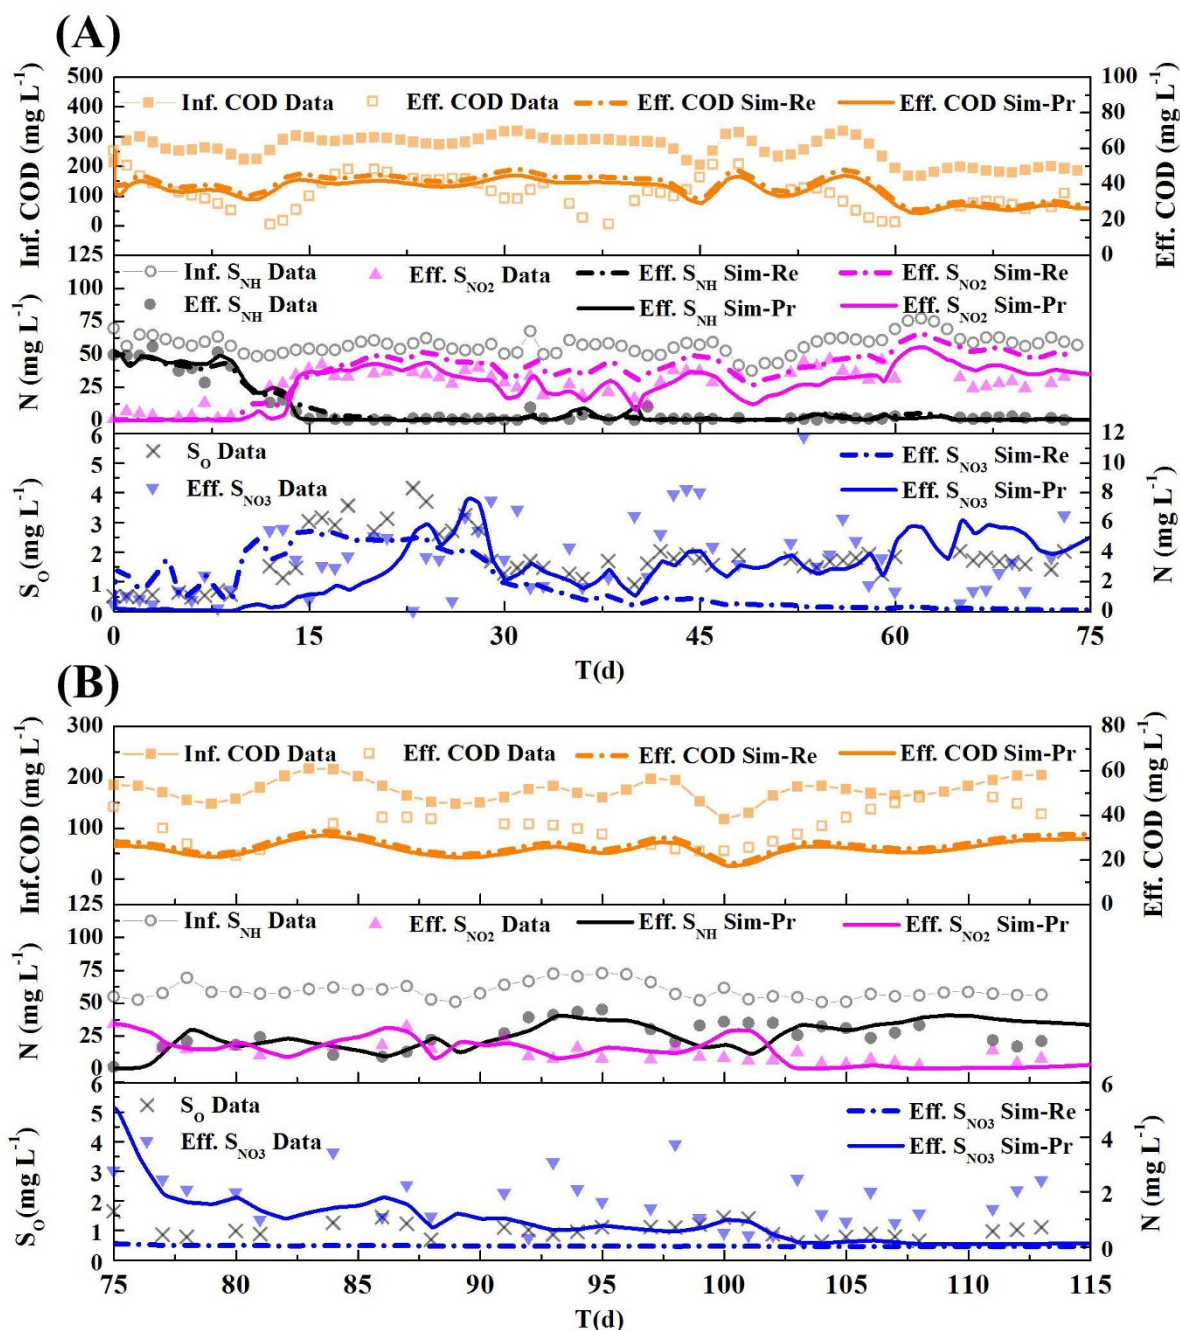 (A)
500
400
300
200
100
0
Inf. COD (mg L-1)
Inf. COD Data
Eff. COD Data
Eff. COD Sim-Re
Eff. COD Sim-Pr
100
80
60
40
20
0
Eff. COD (mg L-1)
125
100
75
50
25
0
N (mg L-1)
Inf. SNH Data
Eff. SNO2 Data
Eff. SNH Sim-Re
Eff. SNO2 Sim-Re
Eff. SNH Data
Eff. SNH Sim-Pr
Eff. SNO2 Sim-Pr
6
5
4
3
2
1
0
SO (mg L-1)
SO Data
Eff. SNO3 Sim-Re
Eff. SNO3 Data
Eff. SNO3 Sim-Pr
12
10
8
6
4
2
0
N (mg L-1)
0 15 30 45 60 75
T(d)
(B)
300
200
100
0
Inf.COD (mg L-1)
Inf. COD Data
Eff. COD Data
Eff. COD Sim-Re
Eff. COD Sim-Pr
80
60
40
20
0
Eff. COD (mg L-1)
125
100
75
50
25
0
N (mg L-1)
Inf. SNH Data
Eff. SNO2 Data
Eff. SNH Sim-Pr
Eff. SNO2 Sim-Pr
6
5
4
3
2
1
0
SO (mg L-1)
SO Data
Eff. SNO3 Sim-Re
Eff. SNO3 Data
Eff. SNO3 Sim-Pr
6
4
2
0
N (mg L-1)
75 80 85 90 95 100 105 110 115
T(d)